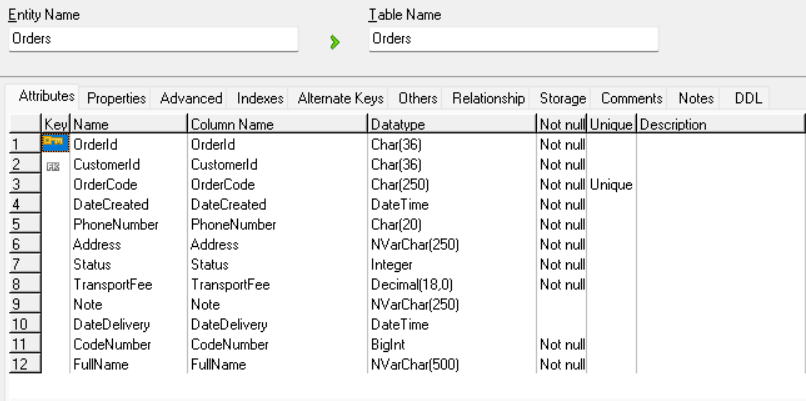 Entity Name Table Name
Orders Orders
Attributes Properties Advanced Indexes Alternate Keys Others Relationship Storage Comments Notes DDL
Key Name Column Name Datatype Not null Unique Description
1 OrderId OrderId Char(36) Not null
2 FK CustomerId CustomerId Char(36) Not null
3 OrderCode OrderCode Char(250) Not null Unique
4 DateCreated DateCreated DateTime Not null
5 PhoneNumber PhoneNumber Char(20) Not null
6 Address Address NVarChar(250) Not null
7 Status Status Integer Not null
8 TransportFee TransportFee Decimal(18,0) Not null
9 Note Note NVarChar(250)
10 DateDelivery DateDelivery DateTime
11 CodeNumber CodeNumber BigInt Not null
12 FullName FullName NVarChar(500) Not null